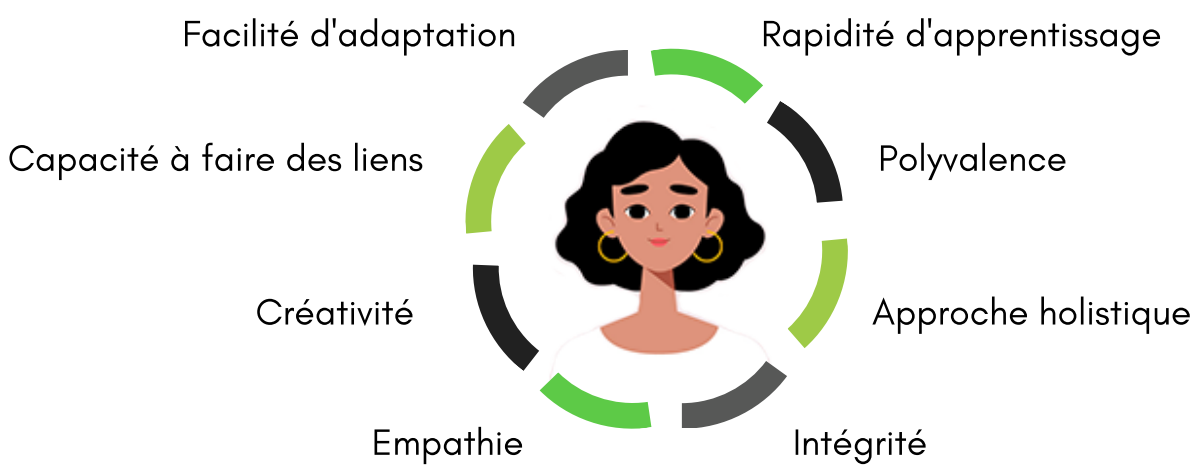 Facilité d'adaptation
Rapidité d'apprentissage
Capacité à faire des liens
Polyvalence
Créativité
Approche holistique
Empathie
Intégrité